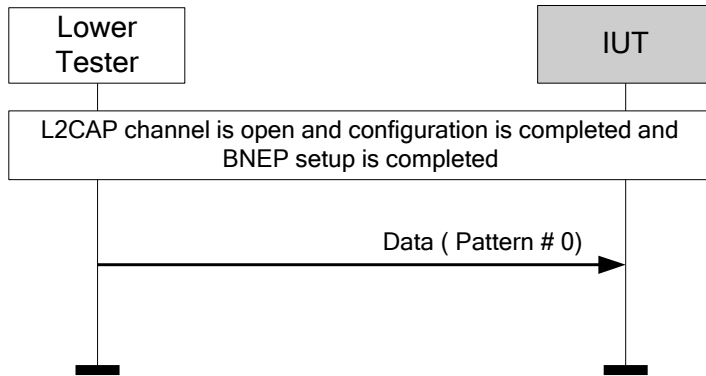 Lower
Tester
IUT
L2CAP channel is open and configuration is completed and
BNEP setup is completed
Data ( Pattern # 0)